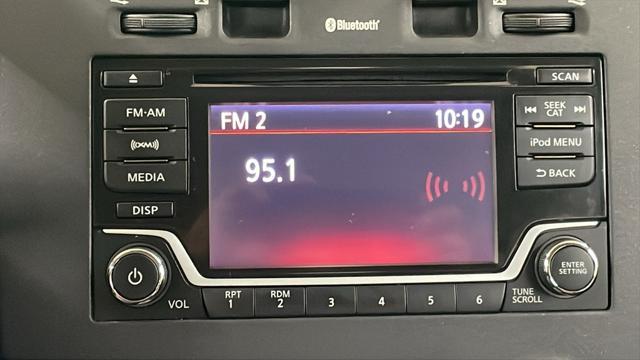 Bluetooth
SCAN
FM·AM
FM 2
10:19
SEEK
CAT
(XM)
95.1
iPod MENU
MEDIA
BACK
DISP
ENTER
SETTING
VOL
RPT
1
RDM
2
3
4
5
6
TUNE
SCROLL